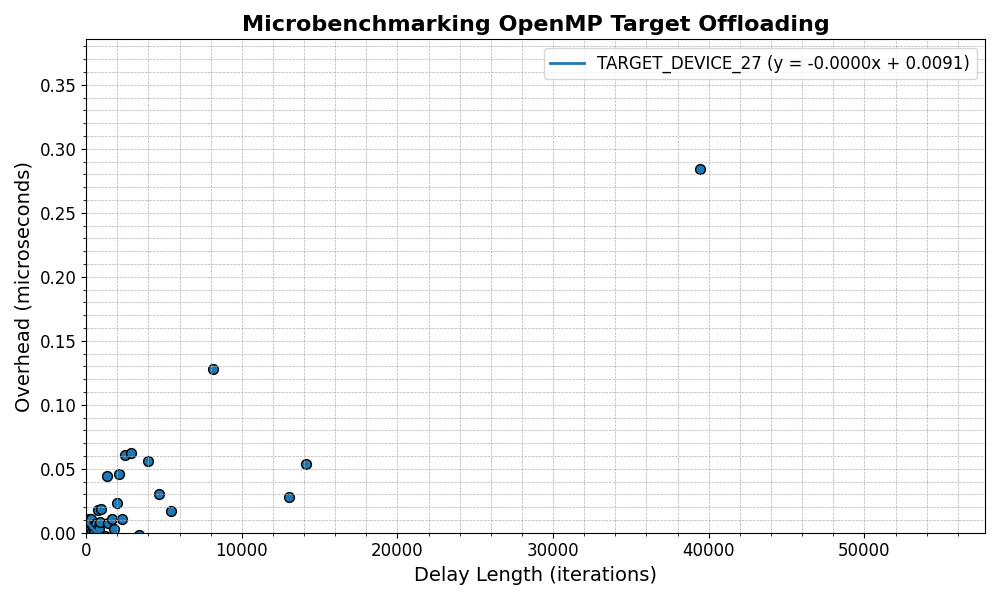 Microbenchmarking OpenMP Target Offloading
TARGET_DEVICE_27 (y = -0.0000x + 0.0091)
Overhead (microseconds)
0.35
0.30
0.25
0.20
0.15
0.10
0.05
0.00
0 10000 20000 30000 40000 50000
Delay Length (iterations)